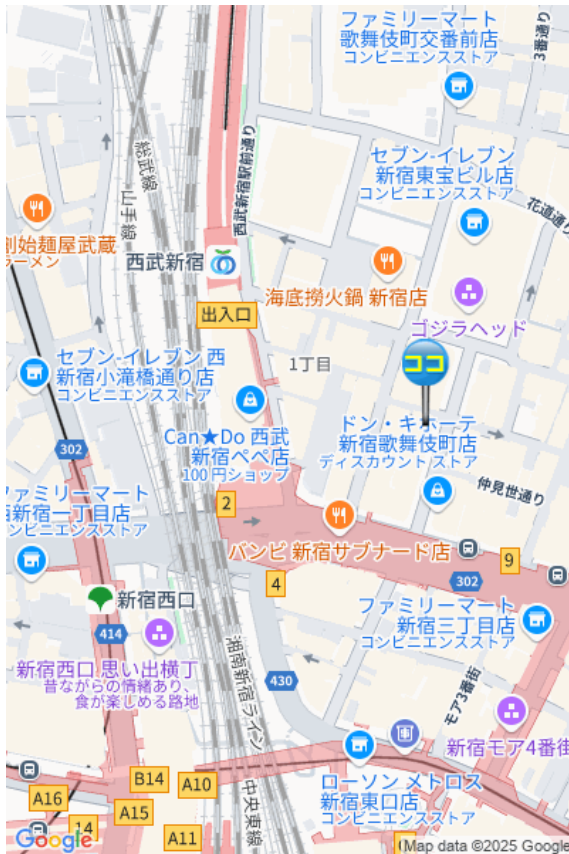 ファミリーマート
歌舞伎町交番前店
コンビニエンスストア
3番通り
総武線
山手線
西武新宿駅前通り
セブン-イレブン
新宿東宝ビル店
コンビニエンスストア
花道通り
創始麺屋武蔵
ラーメン
西武新宿
出入口
海底撈火鍋 新宿店
ゴジラヘッド
セブン-イレブン 西
新宿小滝橋通り店
コンビニエンスストア
1丁目
ココ
302
Can★Do 西武
新宿ペペ店
100 円ショップ
ドン・キホーテ
新宿歌舞伎町店
ディスカウント ストア
仲見世通り
ファミリーマート
西新宿一丁目店
コンビニエンスストア
2
バンビ 新宿サブナード店
9
4
302
新宿西口
414
ファミリーマート
新宿三丁目店
コンビニエンスストア
新宿西口 思い出横丁
昔ながらの情緒あり、
食が楽しめる路地
湘南新宿ライン
430
モア3番街
新宿モア4番街
B14
A10
A16
A15
14
A11
中央東線
ローソン メトロス
新宿東口店
コンビニエンスストア
Google
Map data ©2025 Google